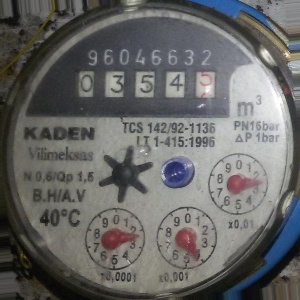 96046632
0354
m³
KADEN
TCS 142/92-1136
PN16bar
Vilimeksas
LT 1-415:1996
ΔP 1bar
N 0,6/Qp 1,5
B.H/A.V
40°C
x0,01
x0,0001
x0,001